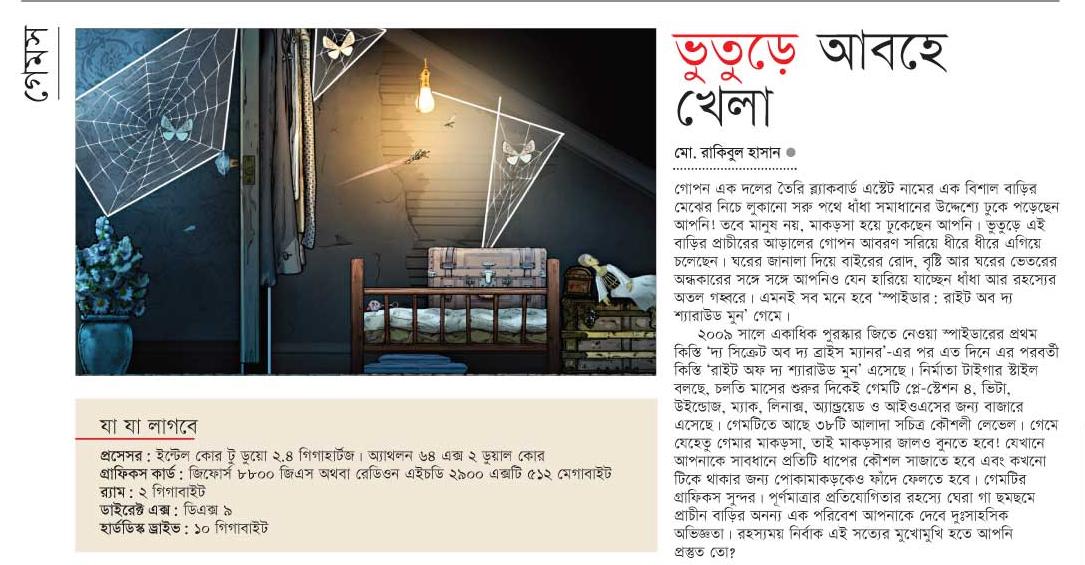 গেমস
ভুতুড়ে আবহে
খেলা
মো. রাকিবুল হাসান
গোপন এক দলের তৈরি ব্ল্যাকবার্ড এস্টেট নামের এক বিশাল বাড়ির
মেঝের নিচে লুকানো সরু পথে ধাঁধা সমাধানের উদ্দেশ্যে ঢুকে পড়েছেন
আপনি! তবে মানুষ নয়, মাকড়সা হয়ে ঢুকেছেন আপনি। ভুতুড়ে এই
বাড়ির প্রাচীরের আড়ালের গোপন আবরণ সরিয়ে ধীরে ধীরে এগিয়ে
চলেছেন। ঘরের জানালা দিয়ে বাইরের রোদ, বৃষ্টি আর ঘরের ভেতরের
অন্ধকারের সঙ্গে সঙ্গে আপনিও যেন হারিয়ে যাচ্ছেন ধাঁধা আর রহস্যের
অতল গহ্বরে। এমনই সব মনে হবে ‘স্পাইডার : রাইট অব দ্য
শ্যারাউড মুন’ গেমে।
২০০৯ সালে একাধিক পুরস্কার জিতে নেওয়া স্পাইডারের প্রথম
কিস্তি ‘দ্য সিক্রেট অব দ্য ব্রাইস ম্যানর’-এর পর এত দিনে এর পরবর্তী
কিস্তি ‘রাইট অফ দ্য শ্যারাউড মুন’ এসেছে। নির্মাতা টাইগার স্টাইল
বলছে, চলতি মাসের শুরুর দিকেই গেমটি প্লে-স্টেশন ৪, ভিটা,
উইন্ডোজ, ম্যাক, লিনাক্স, অ্যান্ড্রয়েড ও আইওএসের জন্য বাজারে
এসেছে। গেমটিতে আছে ৩৮টি আলাদা সচিত্র কৌশলী লেভেল। গেমে
যেহেতু গেমার মাকড়সা, তাই মাকড়সার জালও বুনতে হবে! যেখানে
আপনাকে সাবধানে প্রতিটি ধাপের কৌশল সাজাতে হবে এবং কখনো
টিকে থাকার জন্য পোকামাকড়কেও ফাঁদে ফেলতে হবে। গেমটির
গ্রাফিকস সুন্দর। পূর্ণমাত্রার প্রতিযোগিতার রহস্যে ঘেরা গা ছমছমে
প্রাচীন বাড়ির অনন্য এক পরিবেশ আপনাকে দেবে দুঃসাহসিক
অভিজ্ঞতা। রহস্যময় নির্বাক এই সত্যের মুখোমুখি হতে আপনি
প্রস্তুত তো?
যা যা লাগবে
প্রসেসর : ইন্টেল কোর টু ডুয়ো ২.৪ গিগাহার্টজ। অ্যাথলন ৬৪ এক্স ২ ডুয়াল কোর
গ্রাফিকস কার্ড : জিফোর্স ৮৮০০ জিএস অথবা রেডিওন এইচডি ২৯০০ এক্সটি ৫১২ মেগাবাইট
র‍্যাম : ২ গিগাবাইট
ডাইরেক্ট এক্স : ডিএক্স ৯
হার্ডডিস্ক ড্রাইভ : ১০ গিগাবাইট